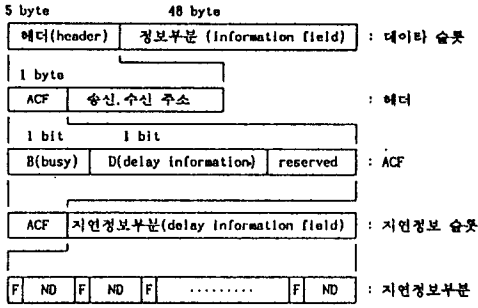 5 byte 48 byte
헤더(header) 정보부분 (information field) : 데이타 슬롯
1 byte
ACF 송신.수신 주소 : 헤더
1 bit 1 bit
B(busy) D(delay information) reserved : ACF
ACF 지연정보부분(delay information field) : 지연정보 슬롯
F ND F ND F ········· F ND : 지연정보부분